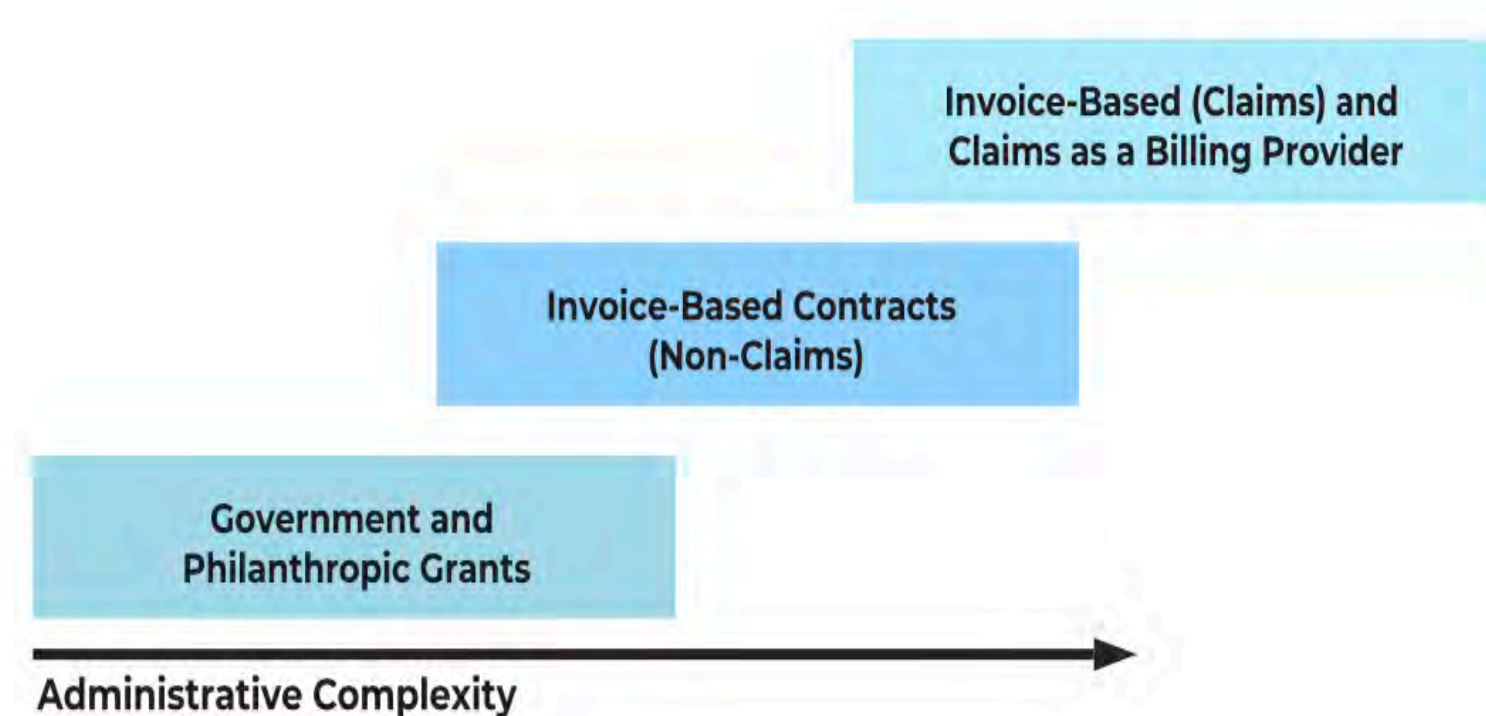 Invoice-Based (Claims) and
Claims as a Billing Provider
Invoice-Based Contracts
(Non-Claims)
Government and
Philanthropic Grants
Administrative Complexity